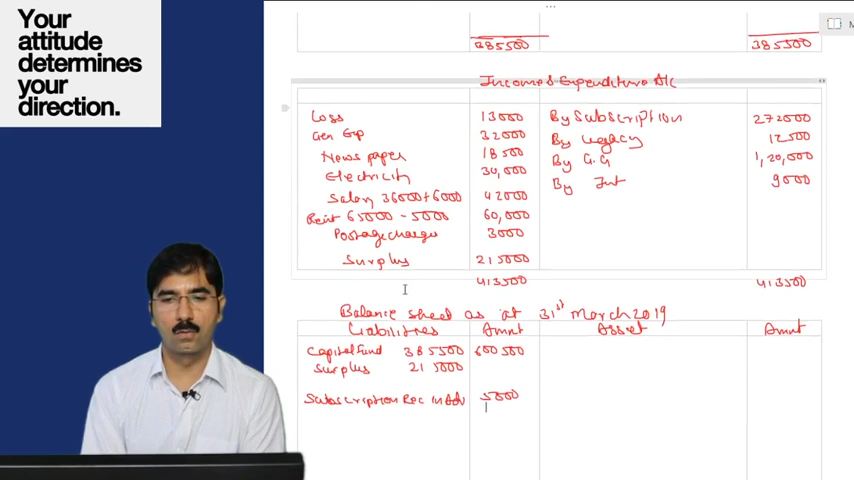 Your
attitude
determines
your
direction.
385500 385500
Income & Expenditure A/c
Loss 13000 By Subscription 272000
Gen Exp 32000 By Legacy 12500
News paper 18500 By G.G 1,20,000
Electricity 30,000 By Int 9000
Salary 36000+6000 42000
Rent 65000 - 5000 60,000
Postage charges 3000
Surplus 215000
413500 413500
Balance sheet as at 31st March 2019
Liabilities Amnt Asset Amnt
Capital Fund 385500 600500
Surplus 215000
Subscription Rec in Adv 5000